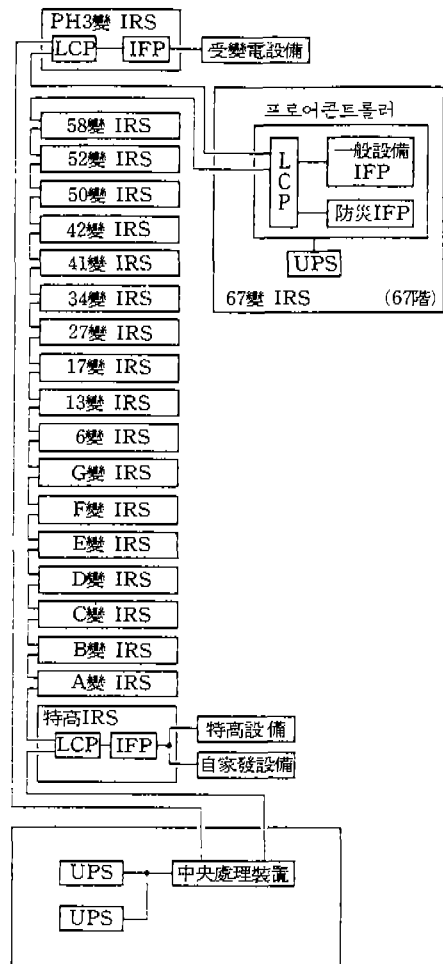 PH3變 IRS
LCP
IFP
受變電設備
프로어콘트롤러
LCP
一般設備
IFP
防災IFP
UPS
67變 IRS
(67階)
58變 IRS
52變 IRS
50變 IRS
42變 IRS
41變 IRS
34變 IRS
27變 IRS
17變 IRS
13變 IRS
6變 IRS
G變 IRS
F變 IRS
E變 IRS
D變 IRS
C變 IRS
B變 IRS
A變 IRS
特高IRS
LCP
IFP
特高設備
自家發設備
UPS
中央處理裝置
UPS